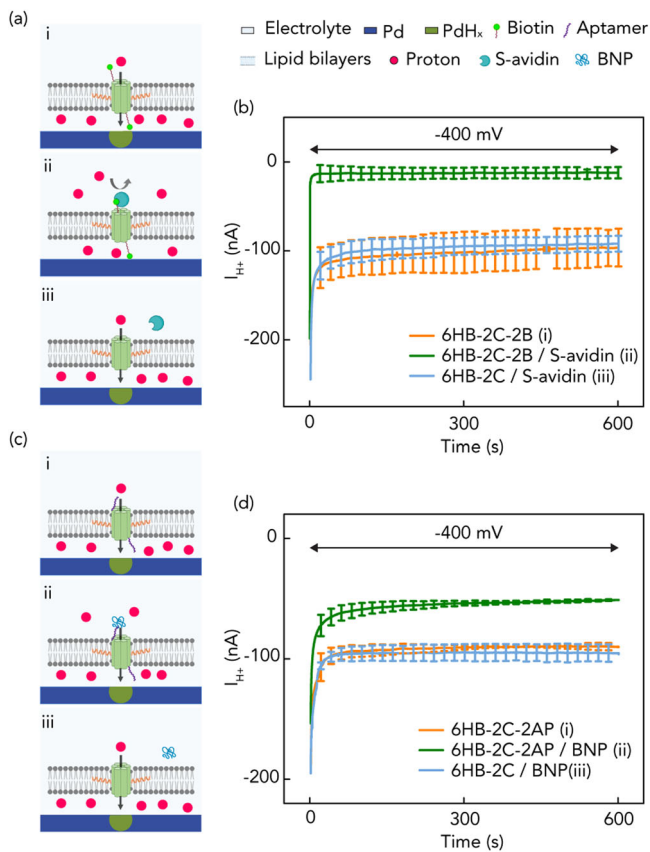 (a)
Electrolyte Pd PdHₓ Biotin Aptamer
Lipid bilayers Proton S-avidin BNP
i
ii
iii
(b)
-400 mV
0
-100
-200
I_H+ (nA)
6HB-2C-2B (i)
6HB-2C-2B / S-avidin (ii)
6HB-2C / S-avidin (iii)
0 300 600
Time (s)
(c)
i
ii
iii
(d)
-400 mV
0
-100
-200
I_H+ (nA)
6HB-2C-2AP (i)
6HB-2C-2AP / BNP (ii)
6HB-2C / BNP(iii)
0 300 600
Time (s)